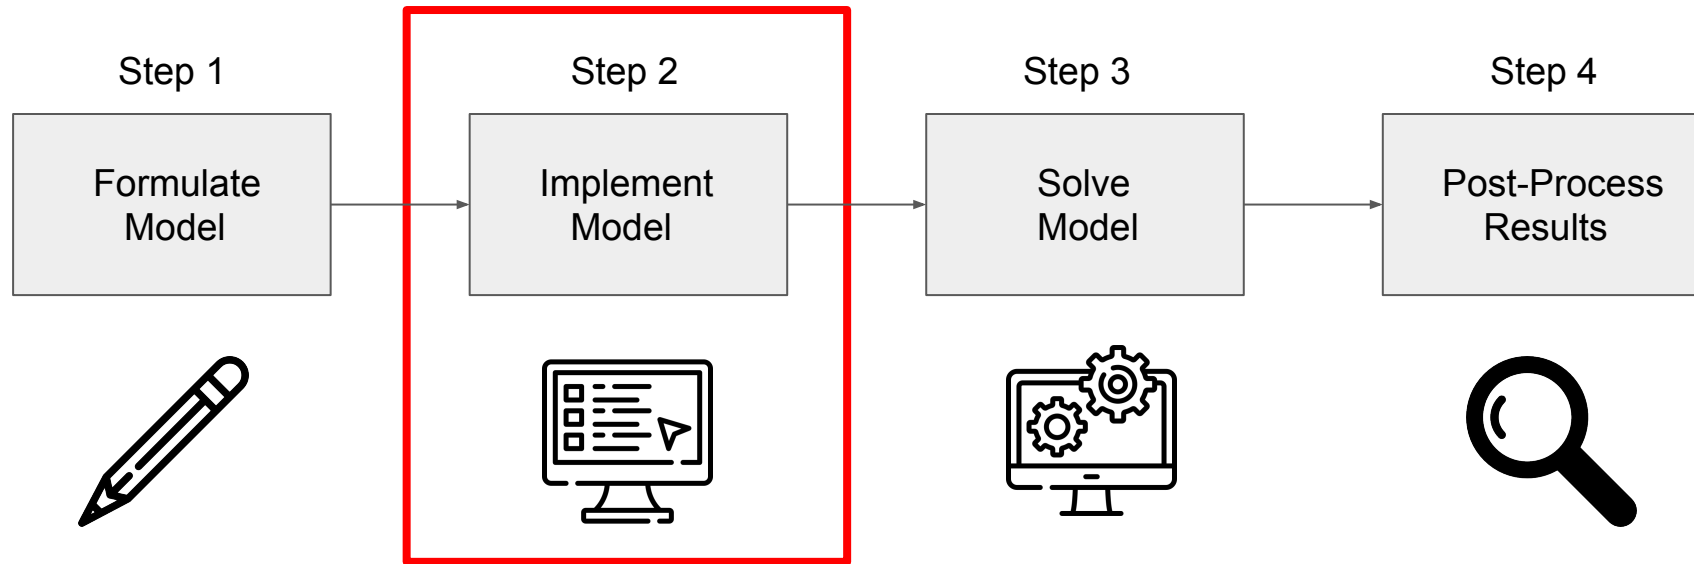 Step 1
Formulate
Model
Step 2
Implement
Model
Step 3
Solve
Model
Step 4
Post-Process
Results